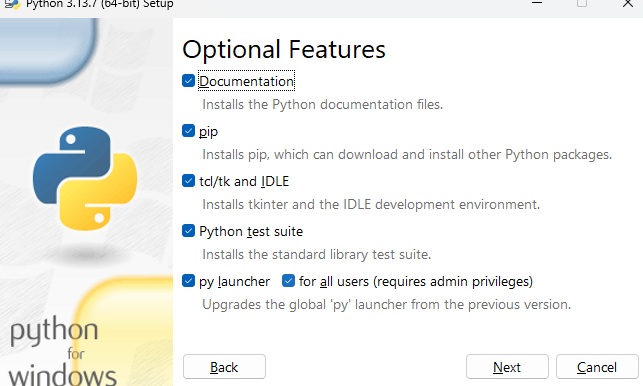 Python 3.13.7 (64-bit) Setup
Optional Features
Documentation
Installs the Python documentation files.
pip
Installs pip, which can download and install other Python packages.
tcl/tk and IDLE
Installs tkinter and the IDLE development environment.
Python test suite
Installs the standard library test suite.
py launcher for all users (requires admin privileges)
Upgrades the global 'py' launcher from the previous version.
python
for
windows
Back Next Cancel